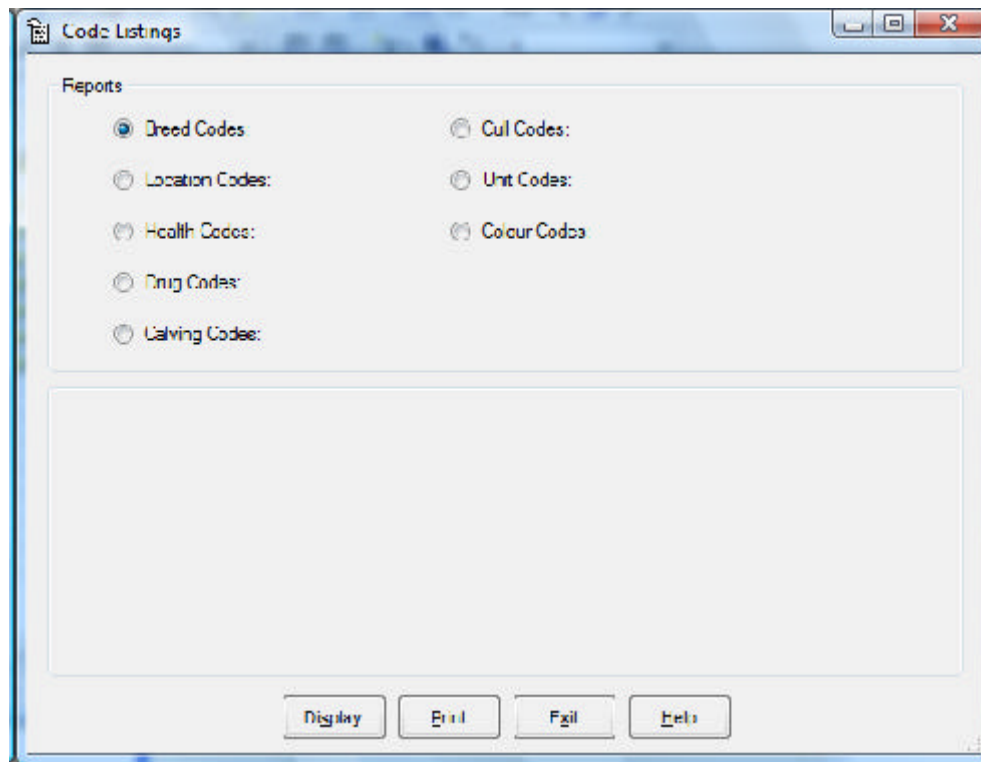 Code Listings
Reports
Breed Codes
Cull Codes:
Location Codes:
Unit Codes:
Health Codes:
Colour Codes
Drug Codes:
Calving Codes:
Display Print Exit Help